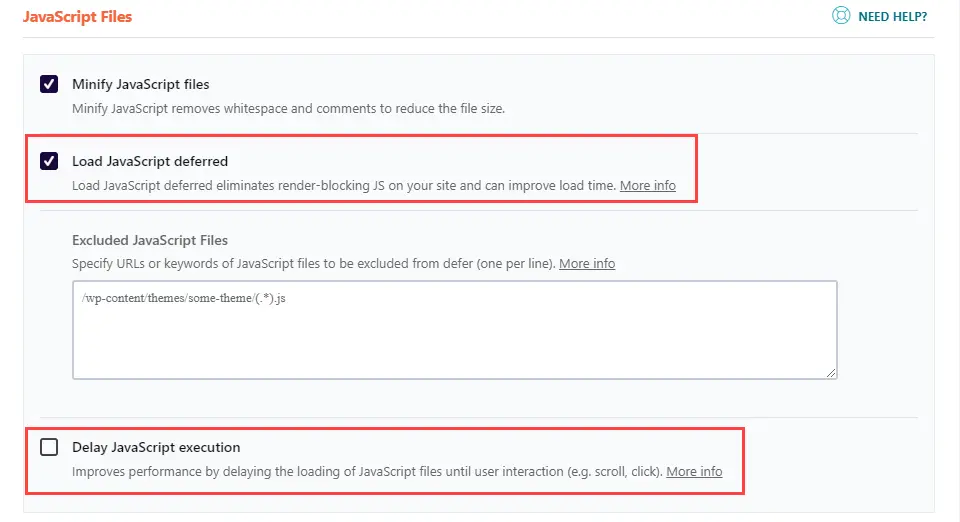 JavaScript Files
NEED HELP?
Minify JavaScript files
Minify JavaScript removes whitespace and comments to reduce the file size.
Load JavaScript deferred
Load JavaScript deferred eliminates render-blocking JS on your site and can improve load time. More info
Excluded JavaScript Files
Specify URLs or keywords of JavaScript files to be excluded from defer (one per line). More info
/wp-content/themes/some-theme/(.*).js
Delay JavaScript execution
Improves performance by delaying the loading of JavaScript files until user interaction (e.g. scroll, click). More info